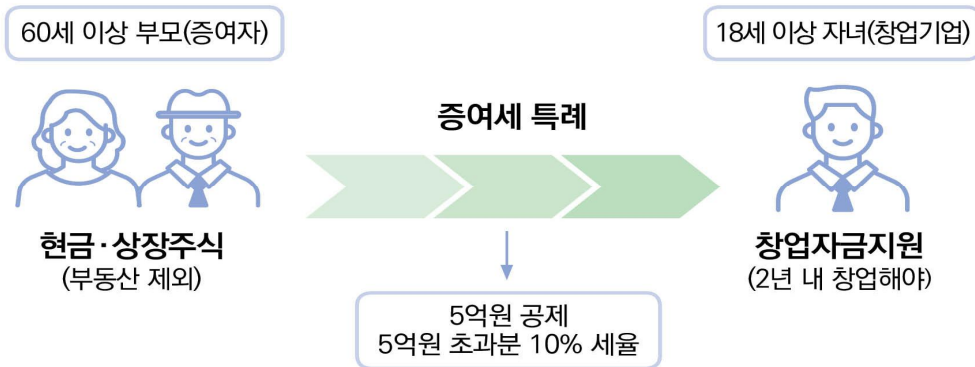 60세 이상 부모(증여자)
18세 이상 자녀(창업기업)
증여세 특례
현금·상장주식
(부동산 제외)
창업자금지원
(2년 내 창업해야)
5억원 공제
5억원 초과분 10% 세율